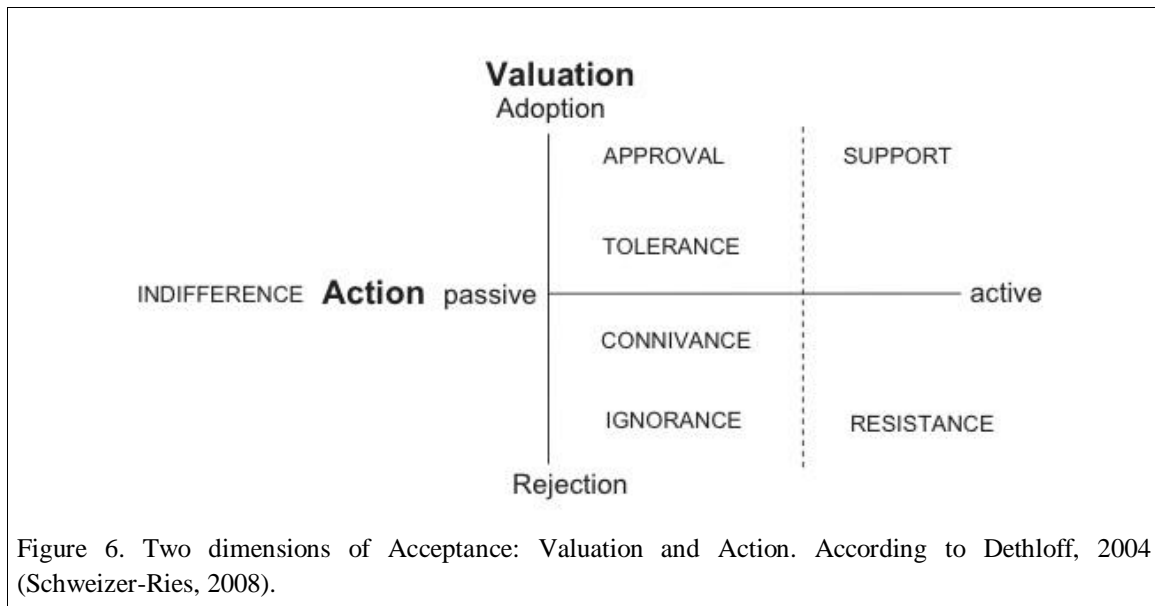 Valuation
Adoption
APPROVAL SUPPORT
TOLERANCE
INDIFFERENCE Action passive active
CONNIVANCE
IGNORANCE RESISTANCE
Rejection
Figure 6. Two dimensions of Acceptance: Valuation and Action. According to Dethloff, 2004
(Schweizer-Ries, 2008).